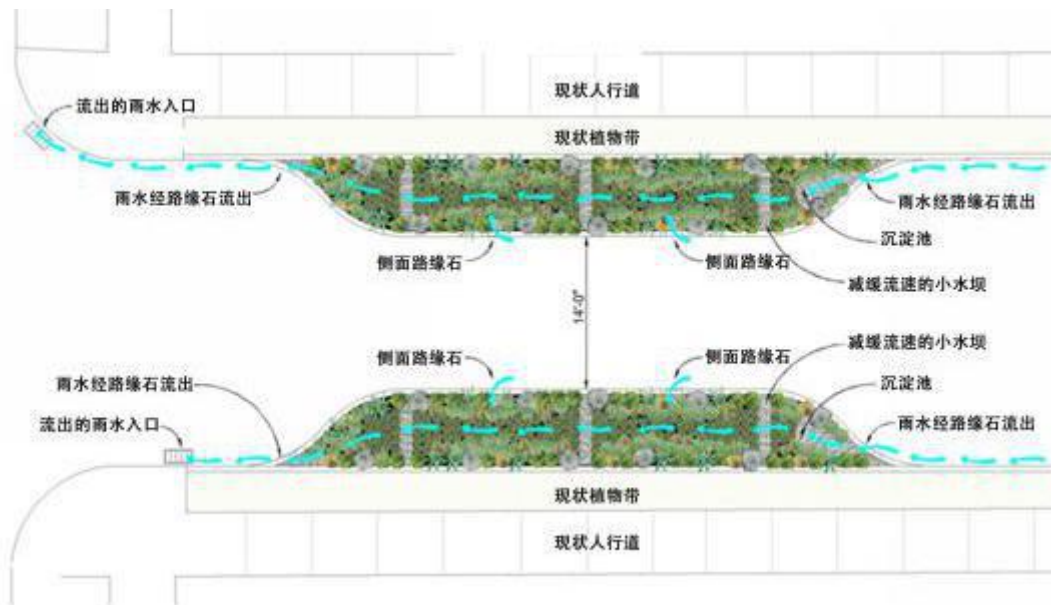 现状人行道
流出的雨水入口
现状植物带
雨水经路缘石流出
雨水经路缘石流出
沉淀池
侧面路缘石
侧面路缘石
减缓流速的小水坝
14'-0"
减缓流速的小水坝
侧面路缘石
侧面路缘石
雨水经路缘石流出
沉淀池
流出的雨水入口
雨水经路缘石流出
现状植物带
现状人行道